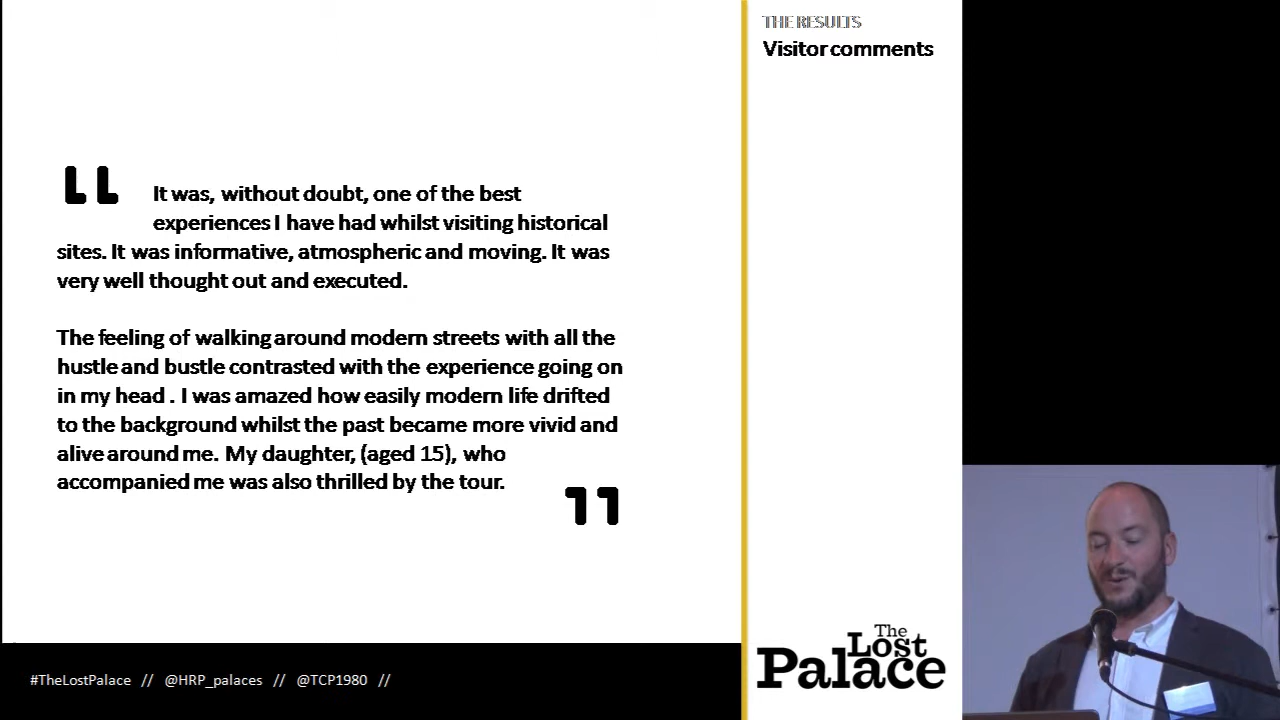 THE RESULTS
Visitor comments
It was, without doubt, one of the best
experiences I have had whilst visiting historical
sites. It was informative, atmospheric and moving. It was
very well thought out and executed.
The feeling of walking around modern streets with all the
hustle and bustle contrasted with the experience going on
in my head . I was amazed how easily modern life drifted
to the background whilst the past became more vivid and
alive around me. My daughter, (aged 15), who
accompanied me was also thrilled by the tour.
The
Lost
Palace
#TheLostPalace // @HRP_palaces // @TCP1980 //